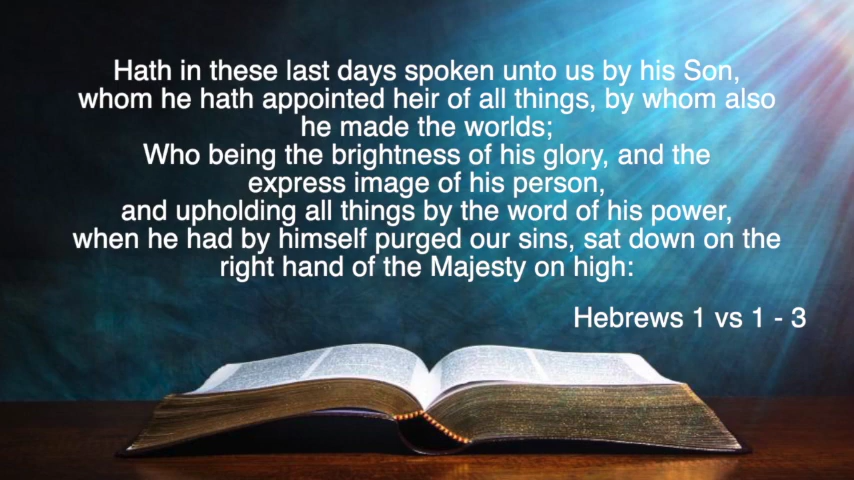 Hath in these last days spoken unto us by his Son,
whom he hath appointed heir of all things, by whom also
he made the worlds;
Who being the brightness of his glory, and the
express image of his person,
and upholding all things by the word of his power,
when he had by himself purged our sins, sat down on the
right hand of the Majesty on high:
Hebrews 1 vs 1 - 3